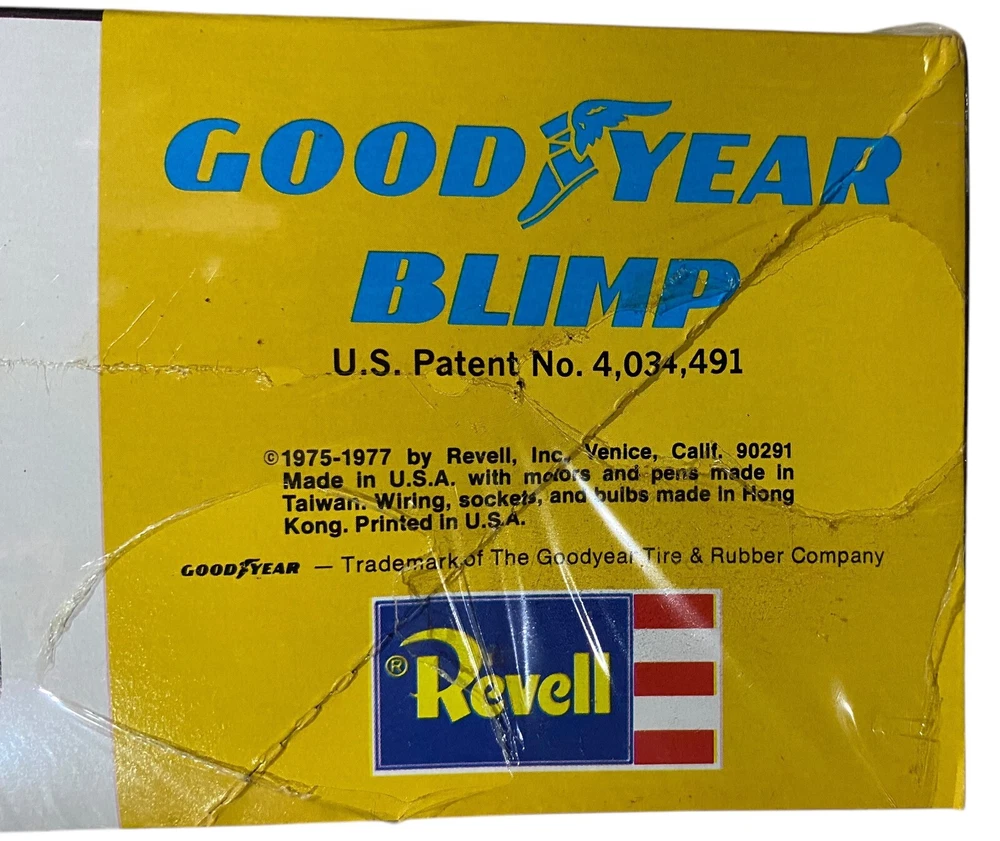 GOODYEAR
BLIMP
U.S. Patent No. 4,034,491
©1975-1977 by Revell, Inc. Venice, Calif. 90291
Made in U.S.A. with motors and pens made in
Taiwan. Wiring, sockets, and bulbs made in Hong
Kong. Printed in U.S.A.
GOODYEAR — Trademark of The Goodyear Tire & Rubber Company
® Revell